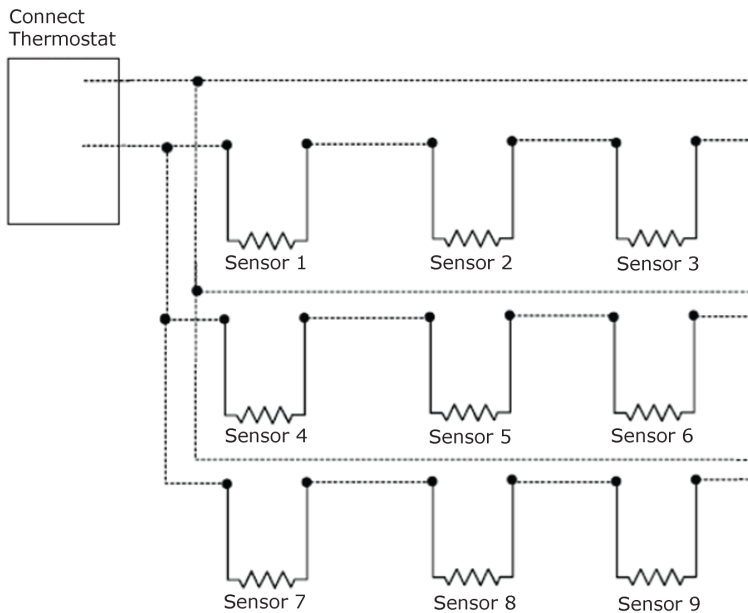 Connect
Thermostat
Sensor 1
Sensor 2
Sensor 3
Sensor 4
Sensor 5
Sensor 6
Sensor 7
Sensor 8
Sensor 9